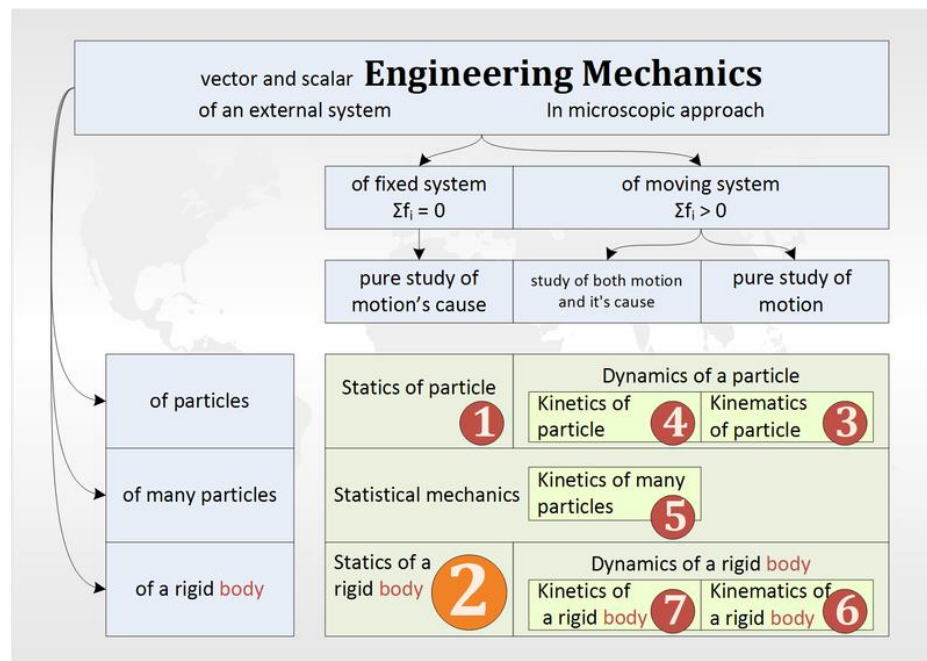 vector and scalar Engineering Mechanics
of an external system In microscopic approach
of fixed system
Σfi = 0
of moving system
Σfi > 0
pure study of
motion's cause
study of both motion
and it's cause
pure study of
motion
of particles
Statics of particle
1
Dynamics of a particle
Kinetics of
particle
4
Kinematics
of particle
3
of many particles
Statistical mechanics
Kinetics of many
particles
5
of a rigid body
Statics of a
rigid body
2
Dynamics of a rigid body
Kinetics of
a rigid body
7
Kinematics of
a rigid body
6